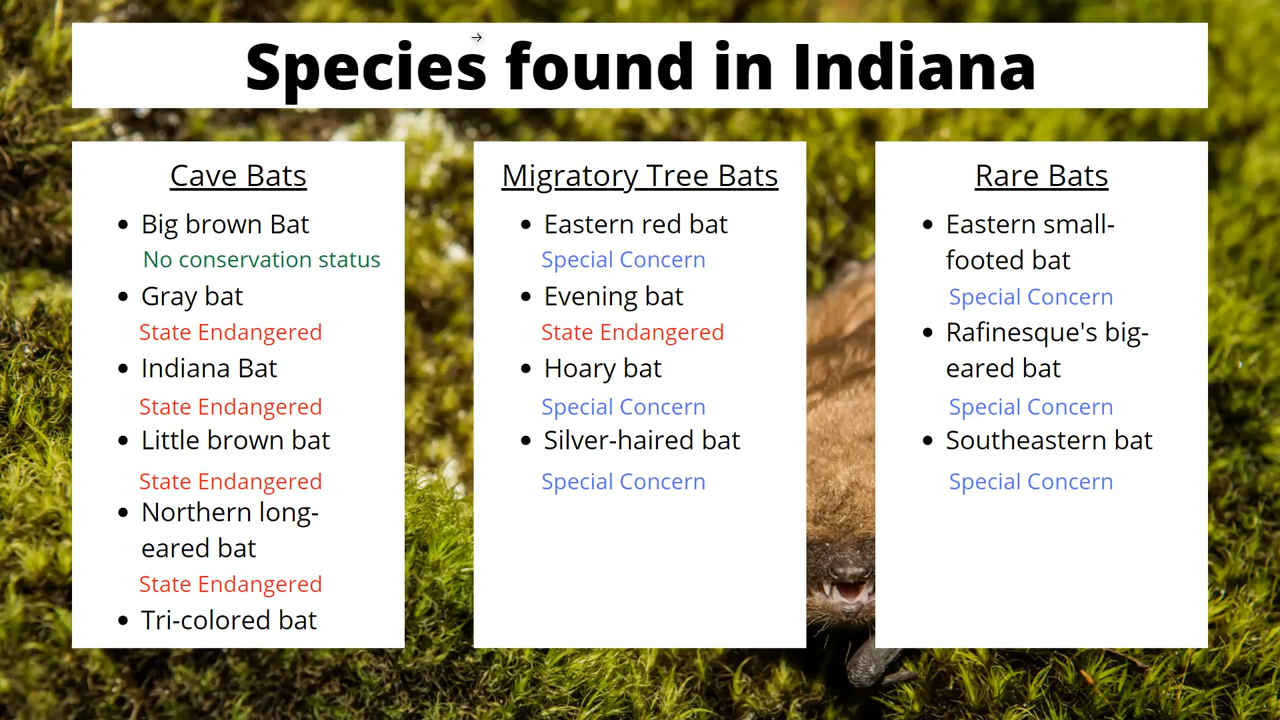 Species found in Indiana
Cave Bats
Big brown Bat
No conservation status
Gray bat
State Endangered
Indiana Bat
State Endangered
Little brown bat
State Endangered
Northern long-
eared bat
State Endangered
Tri-colored bat
Migratory Tree Bats
Eastern red bat
Special Concern
Evening bat
State Endangered
Hoary bat
Special Concern
Silver-haired bat
Special Concern
Rare Bats
Eastern small-
footed bat
Special Concern
Rafinesque's big-
eared bat
Special Concern
Southeastern bat
Special Concern